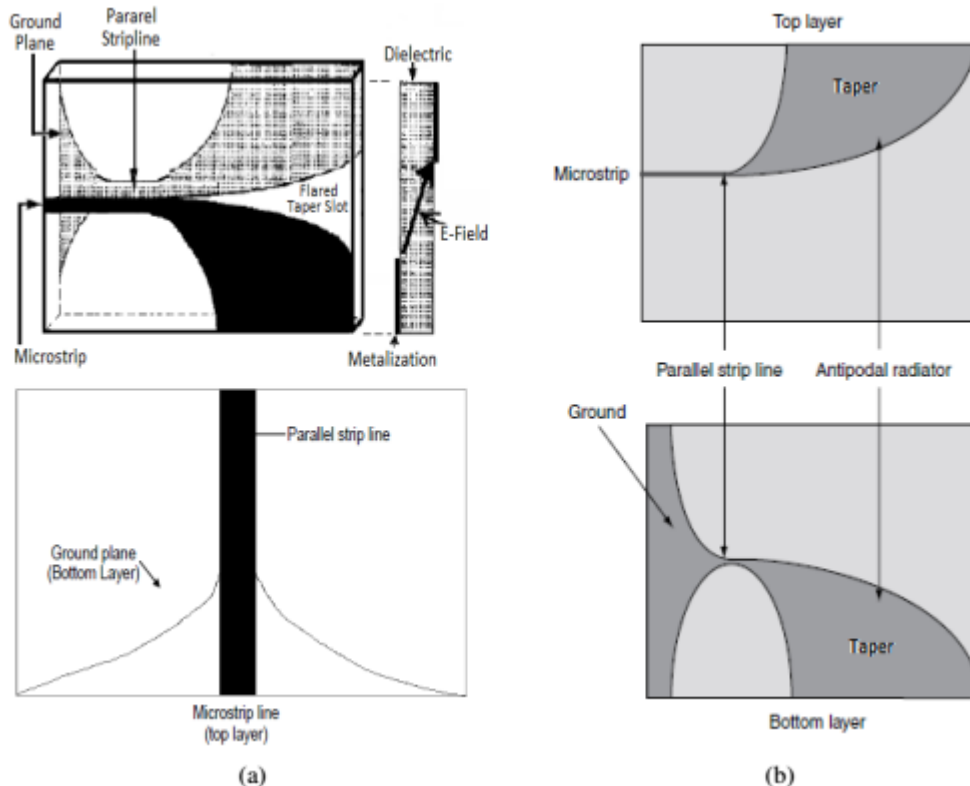 Ground
Plane
Pararel
Stripline
Dielectric
Flared
Taper Slot
E-Field
Microstrip
Metalization
Parallel strip line
Ground plane
(Bottom Layer)
Microstrip line
(top layer)
(a)
Top layer
Taper
Microstrip
Parallel strip line
Antipodal radiator
Ground
Taper
Bottom layer
(b)